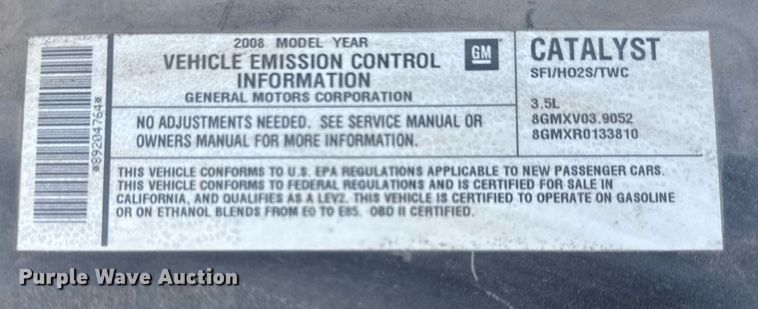 2008 MODEL YEAR
VEHICLE EMISSION CONTROL
INFORMATION
GENERAL MOTORS CORPORATION
GM
NO ADJUSTMENTS NEEDED. SEE SERVICE MANUAL OR
OWNERS MANUAL FOR MORE INFORMATION.
CATALYST
SFI/HO2S/TWC
3.5L
8GMXV03.9052
8GMXR0133810
THIS VEHICLE CONFORMS TO U.S. EPA REGULATIONS APPLICABLE TO NEW PASSENGER CARS.
THIS VEHICLE CONFORMS TO FEDERAL REGULATIONS AND IS CERTIFIED FOR SALE IN
CALIFORNIA, AND QUALIFIES AS A LEV2. THIS VEHICLE IS CERTIFIED TO OPERATE ON GASOLINE
OR ON ETHANOL BLENDS FROM E0 TO E85. OBD II CERTIFIED.
*89204764*
Purple Wave Auction